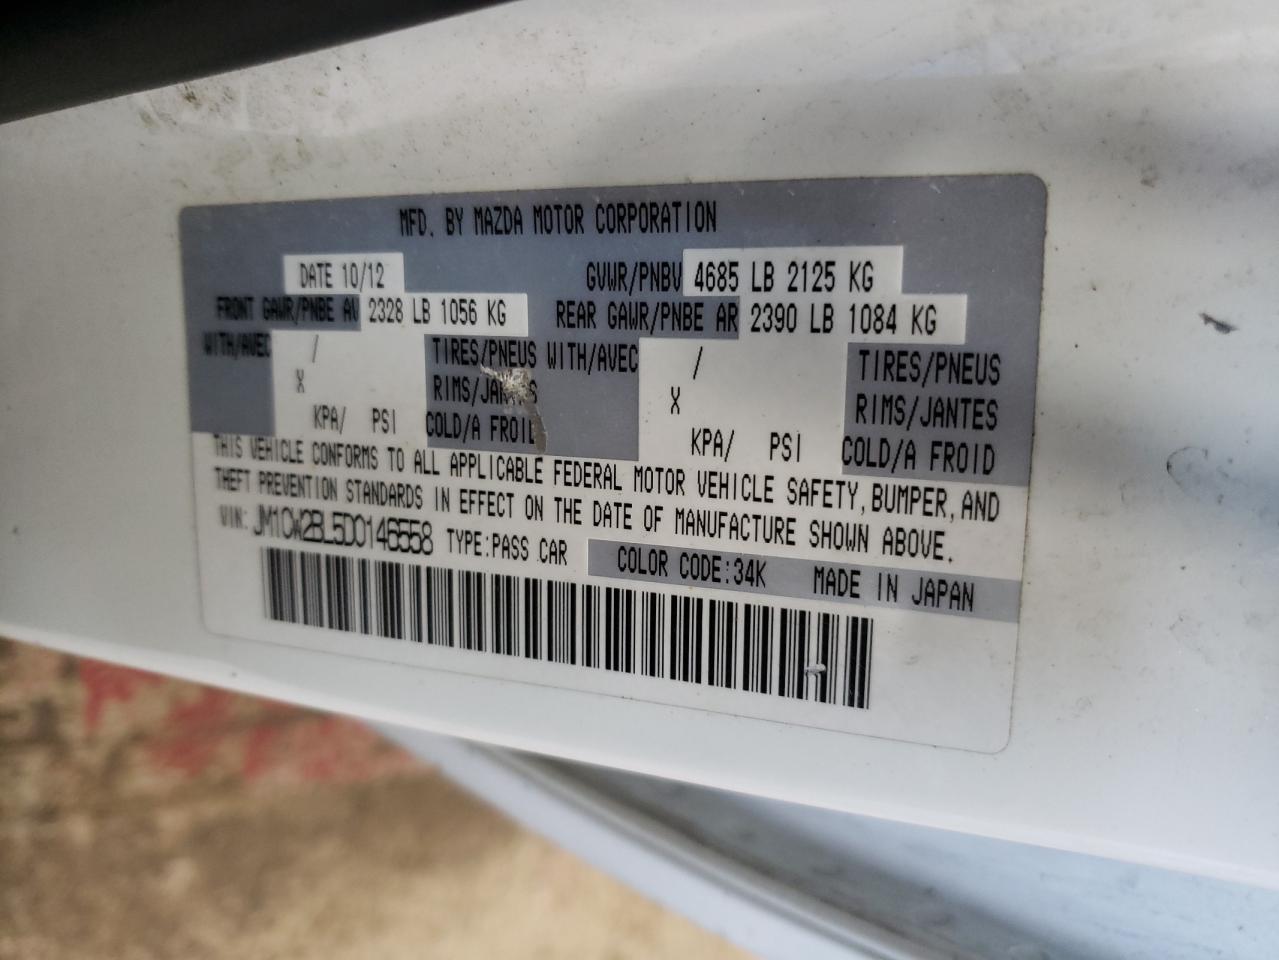 MFD. BY MAZDA MOTOR CORPORATION
DATE 10/12 GVWR/PNBV 4685 LB 2125 KG
FRONT GAWR/PNBE AV 2328 LB 1056 KG REAR GAWR/PNBE AR 2390 LB 1084 KG
WITH/AVEC / TIRES/PNEUS WITH/AVEC / TIRES/PNEUS
X RIMS/JANTES X RIMS/JANTES
KPA/ PSI COLD/A FROID KPA/ PSI COLD/A FROID
THIS VEHICLE CONFORMS TO ALL APPLICABLE FEDERAL MOTOR VEHICLE SAFETY, BUMPER, AND
THEFT PREVENTION STANDARDS IN EFFECT ON THE DATE OF MANUFACTURE SHOWN ABOVE.
VIN: JM1CW2BL5D0146558 TYPE:PASS CAR COLOR CODE:34K MADE IN JAPAN